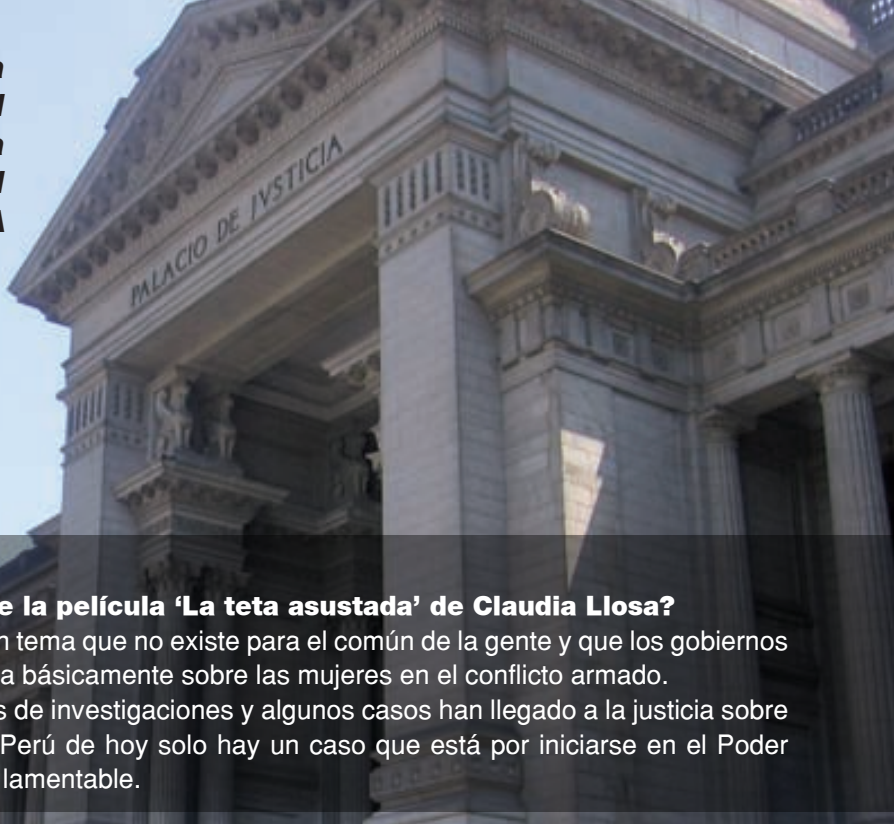 PALACIO DE JVSTICIA
e la película ‘La teta asustada’ de Claudia Llosa?
n tema que no existe para el común de la gente y que los gobiernos
a básicamente sobre las mujeres en el conflicto armado.
s de investigaciones y algunos casos han llegado a la justicia sobre
Perú de hoy solo hay un caso que está por iniciarse en el Poder
lamentable.